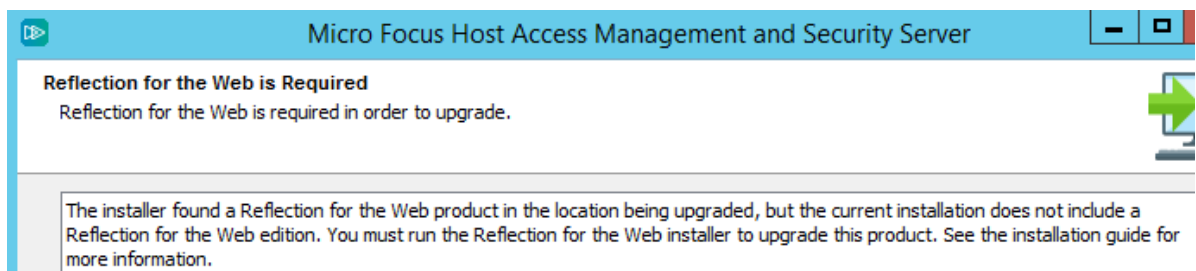 Micro Focus Host Access Management and Security Server
Reflection for the Web is Required
Reflection for the Web is required in order to upgrade.
The installer found a Reflection for the Web product in the location being upgraded, but the current installation does not include a
Reflection for the Web edition. You must run the Reflection for the Web installer to upgrade this product. See the installation guide for
more information.